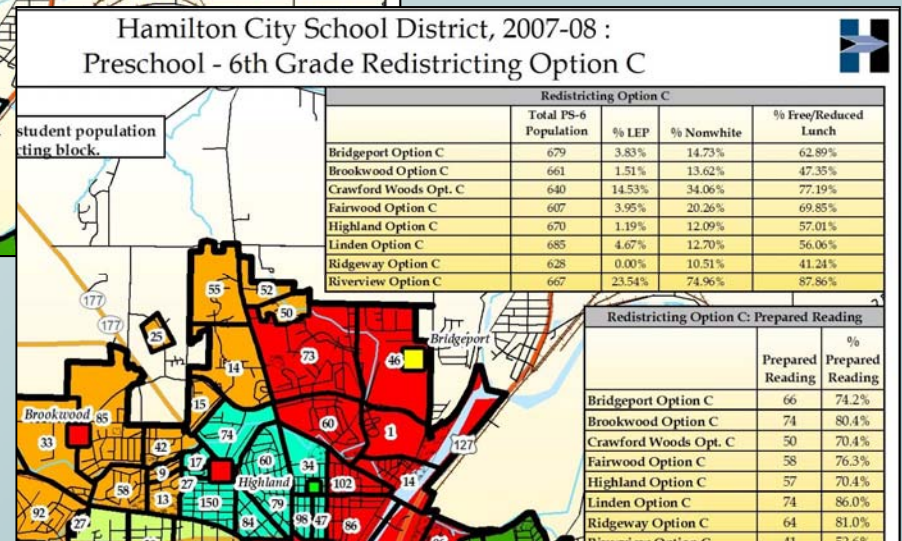 Hamilton City School District, 2007-08 :
Preschool - 6th Grade Redistricting Option C
student population
cting block.
Redistricting Option C
Total PS-6 Population % LEP % Nonwhite % Free/Reduced Lunch
Bridgeport Option C 679 3.83% 14.73% 62.89%
Brookwood Option C 661 1.51% 13.62% 47.35%
Crawford Woods Opt. C 640 14.53% 34.06% 77.19%
Fairwood Option C 607 3.95% 20.26% 69.85%
Highland Option C 670 1.19% 12.09% 57.01%
Linden Option C 685 4.67% 12.70% 56.06%
Ridgeway Option C 628 0.00% 10.51% 41.24%
Riverview Option C 667 23.54% 74.96% 87.86%
Redistricting Option C: Prepared Reading
Prepared Reading % Prepared Reading
Bridgeport Option C 66 74.2%
Brookwood Option C 74 80.4%
Crawford Woods Opt. C 50 70.4%
Fairwood Option C 58 76.3%
Highland Option C 57 70.4%
Linden Option C 74 86.0%
Ridgeway Option C 64 81.0%
55
52
50
177
177
25
73
46
Bridgeport
14
15
Brookwood
85
33
42
74
60
1
127
17
60
34
9
27
Highland
102
14
58
13
150
79
92
27
84
98
47
86